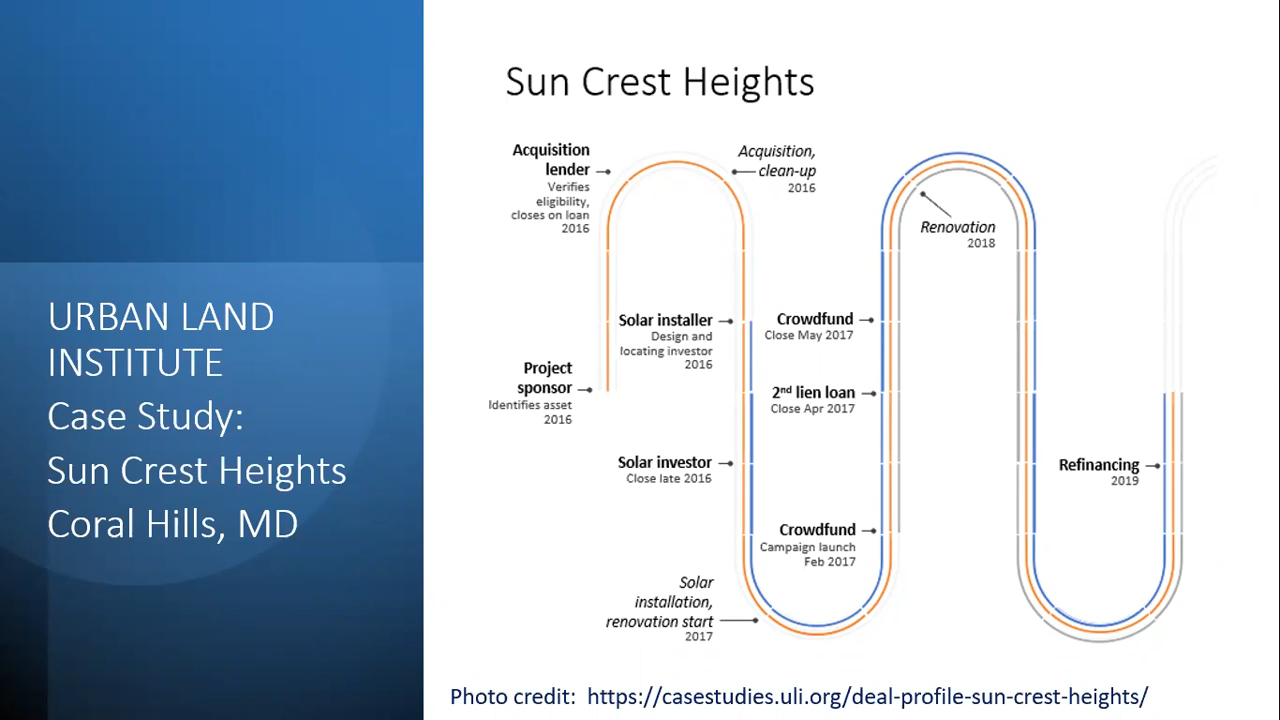 URBAN LAND
INSTITUTE
Case Study:
Sun Crest Heights
Coral Hills, MD
Sun Crest Heights
Acquisition
lender
Verifies
eligibility,
closes on loan
2016
Acquisition,
clean-up
2016
Project
sponsor
Identifies asset
2016
Solar installer
Design and
locating investor
2016
Solar investor
Close late 2016
Solar
installation,
renovation start
2017
Crowdfund
Close May 2017
2nd lien loan
Close Apr 2017
Crowdfund
Campaign launch
Feb 2017
Renovation
2018
Refinancing
2019
Photo credit: https://casestudies.uli.org/deal-profile-sun-crest-heights/